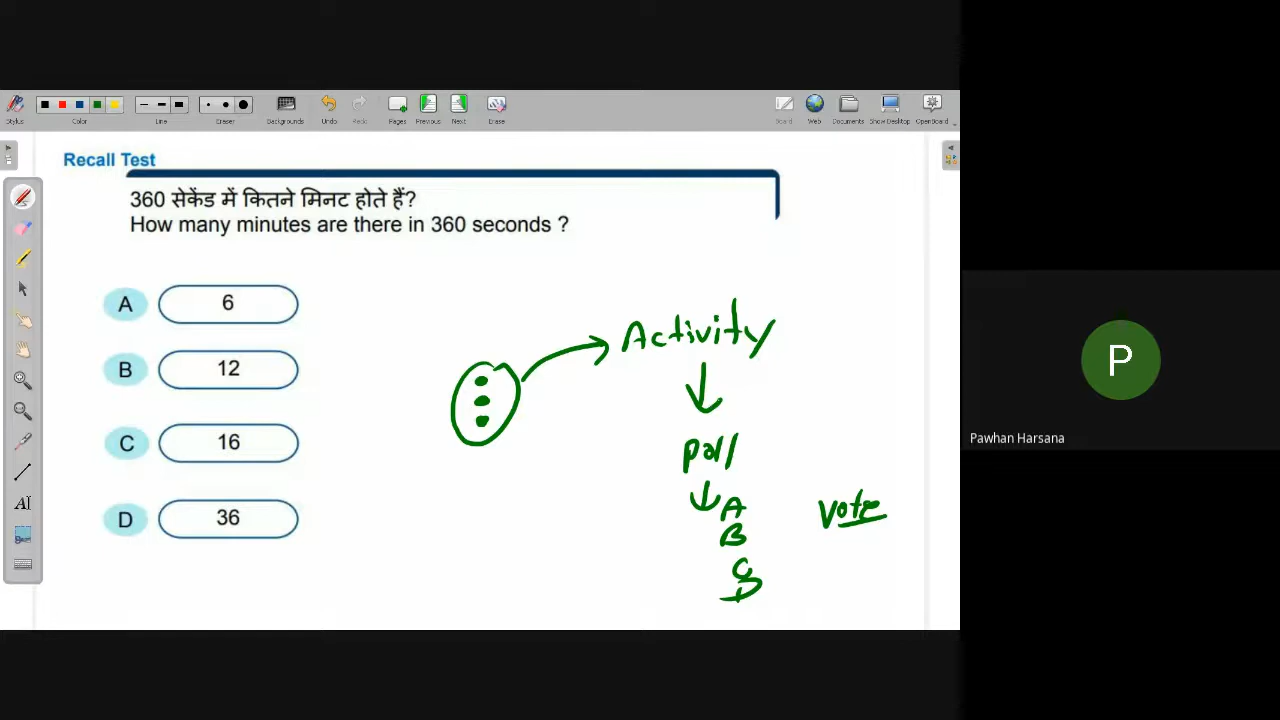 Stylus
Color
Line
Eraser
Backgrounds
Undo
Redo
Pages
Previous
Next
Erase
Board
Web
Documents
Show Desktop
OpenBoard
Recall Test
360 सेकेंड में कितने मिनट होते हैं?
How many minutes are there in 360 seconds ?
A 6
B 12
C 16
D 36
Activity
poll
A
B
C
D
vote
AI
P
Pawhan Harsana